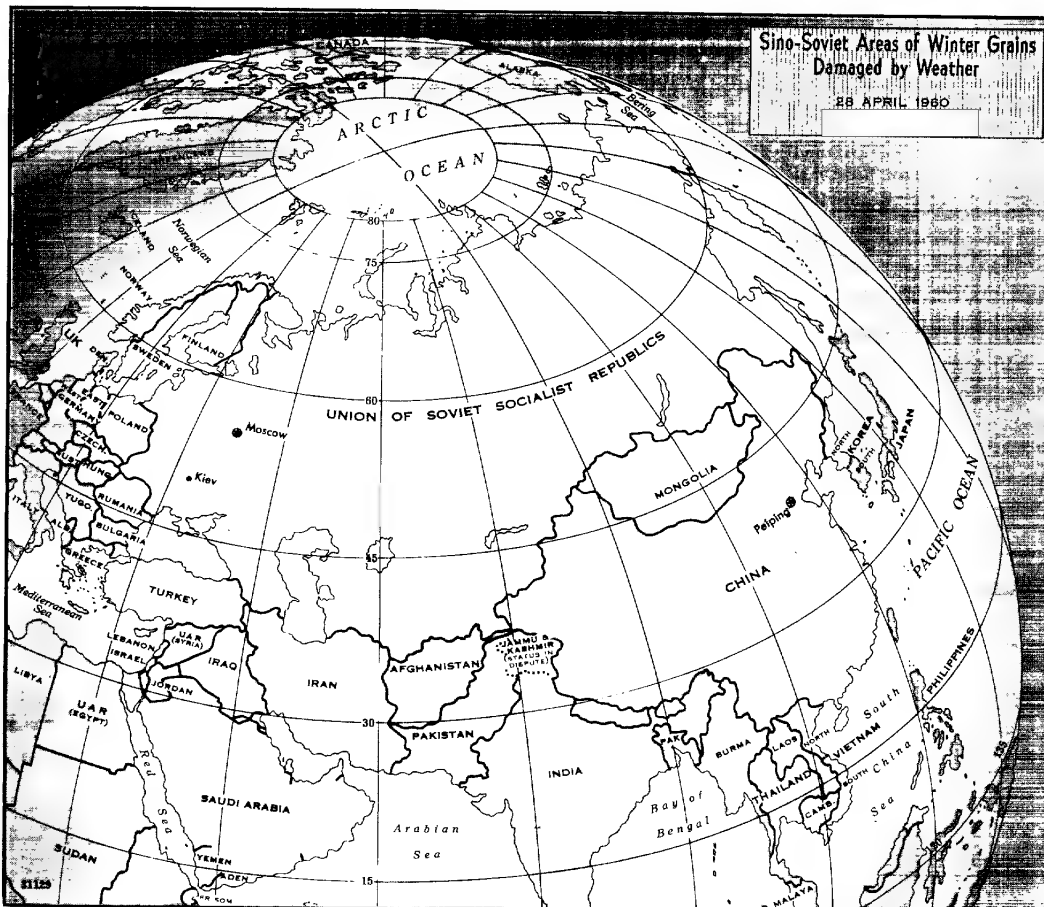 Sino-Soviet Areas of Winter Grains
Damaged by Weather
28 APRIL 1960
CANADA
ALASKA
Bering
Sea
ARCTIC
OCEAN
80
75
Norwegian
Sea
NORWAY
SWEDEN
FINLAND
UK
DEN.
60
UNION OF SOVIET SOCIALIST REPUBLICS
EAST
GERMANY
POLAND
CZECH.
HUNG.
Moscow
Kiev
MONGOLIA
NORTH
KOREA
SOUTH
JAPAN
Peiping
PACIFIC OCEAN
ITALY
YUGO.
ALB.
RUMANIA
BULGARIA
GREECE
45
CHINA
Mediterranean
Sea
TURKEY
LEBANON
ISRAEL
UAR
(SYRIA)
IRAQ
JORDAN
IRAN
AFGHANISTAN
JAMMU &
KASHMIR
(STATUS IN
DISPUTE)
LIBYA
UAR
(EGYPT)
30
PAKISTAN
INDIA
PAK.
BURMA
LAOS
NORTH
VIETNAM
SOUTH
THAILAND
CAMB.
South
China
Sea
PHILIPPINES
Red
Sea
SAUDI ARABIA
Arabian
Sea
Bay of
Bengal
SUDAN
YEMEN
ADEN
FR. SOM.
15
MALAYA
31129